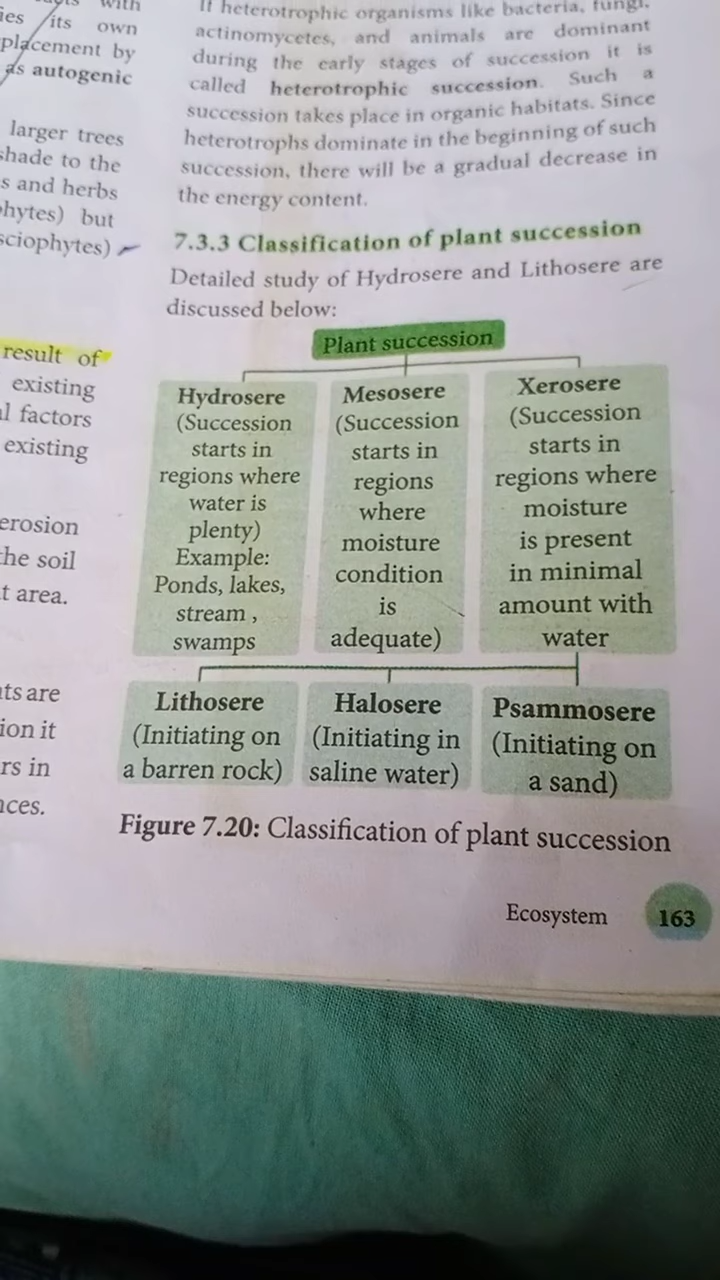 with
its own
placement by
as autogenic
larger trees
shade to the
s and herbs
phytes) but
sciophytes)
result of
existing
al factors
existing
erosion
the soil
t area.
nts are
ion it
rs in
nces.
If heterotrophic organisms like bacteria, fungi,
actinomycetes, and animals are dominant
during the early stages of succession it is
called heterotrophic succession. Such a
succession takes place in organic habitats. Since
heterotrophs dominate in the beginning of such
succession, there will be a gradual decrease in
the energy content.
7.3.3 Classification of plant succession
Detailed study of Hydrosere and Lithosere are
discussed below:
Plant succession
Hydrosere
(Succession
starts in
regions where
water is
plenty)
Example:
Ponds, lakes,
stream ,
swamps
Mesosere
(Succession
starts in
regions
where
moisture
condition
is
adequate)
Xerosere
(Succession
starts in
regions where
moisture
is present
in minimal
amount with
water
Lithosere
(Initiating on
a barren rock)
Halosere
(Initiating in
saline water)
Psammosere
(Initiating on
a sand)
Figure 7.20: Classification of plant succession
Ecosystem 163